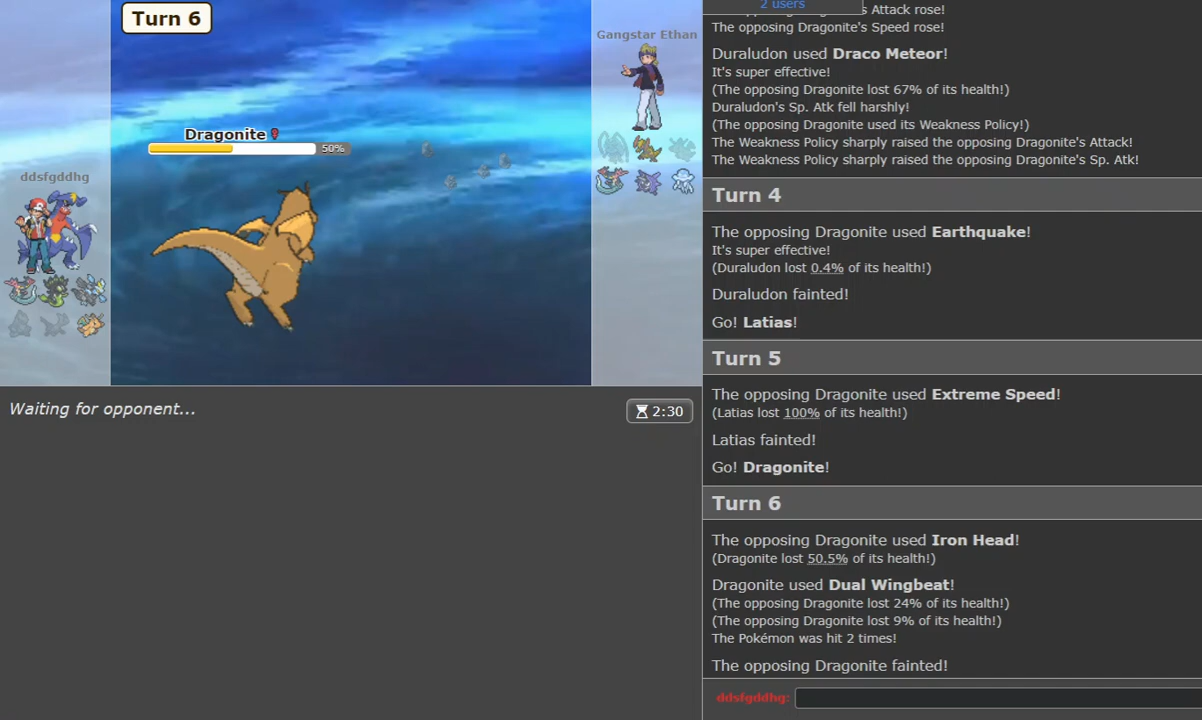 Turn 6
Gangstar Ethan
Dragonite
50%
ddsfgddhg
Waiting for opponent...
2:30
2 users
s Attack rose!
The opposing Dragonite's Speed rose!
Duraludon used Draco Meteor!
It's super effective!
(The opposing Dragonite lost 67% of its health!)
Duraludon's Sp. Atk fell harshly!
(The opposing Dragonite used its Weakness Policy!)
The Weakness Policy sharply raised the opposing Dragonite's Attack!
The Weakness Policy sharply raised the opposing Dragonite's Sp. Atk!
Turn 4
The opposing Dragonite used Earthquake!
It's super effective!
(Duraludon lost 0.4% of its health!)
Duraludon fainted!
Go! Latias!
Turn 5
The opposing Dragonite used Extreme Speed!
(Latias lost 100% of its health!)
Latias fainted!
Go! Dragonite!
Turn 6
The opposing Dragonite used Iron Head!
(Dragonite lost 50.5% of its health!)
Dragonite used Dual Wingbeat!
(The opposing Dragonite lost 24% of its health!)
(The opposing Dragonite lost 9% of its health!)
The Pokémon was hit 2 times!
The opposing Dragonite fainted!
ddsfgddhg: